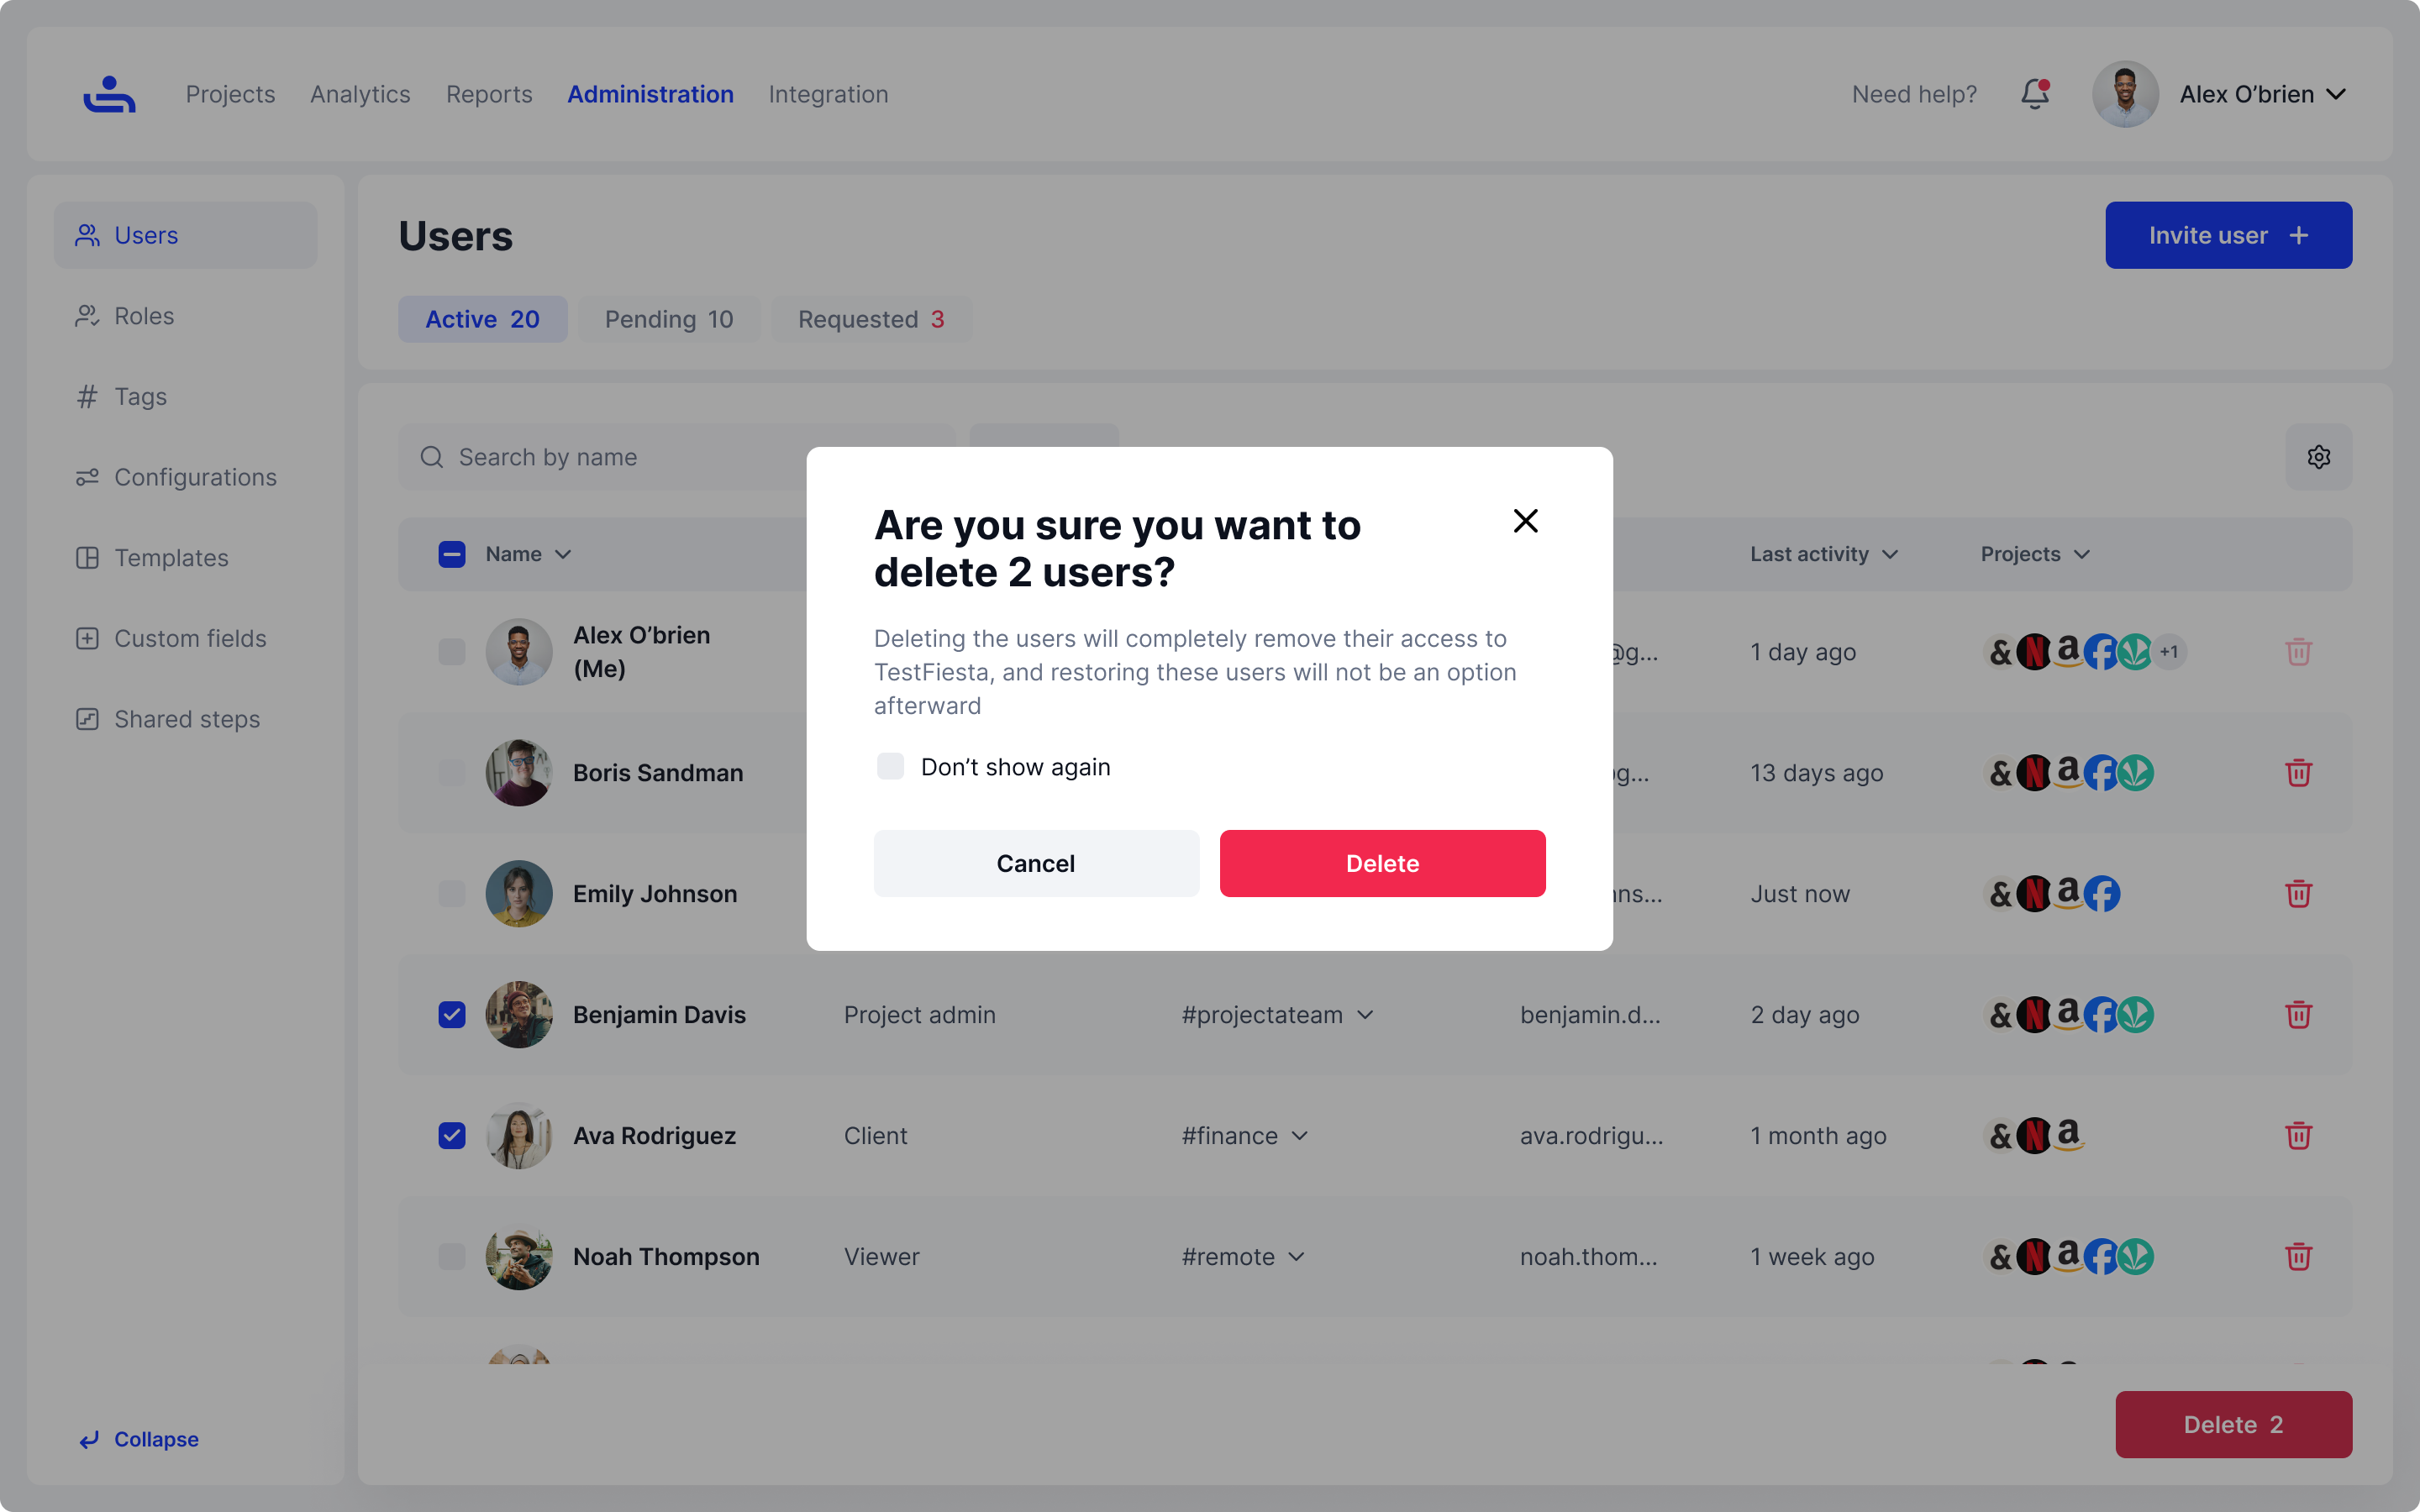 Projects Analytics Reports Administration Integration Need help? Alex O’brien
Users
Roles
Tags
Configurations
Templates
Custom fields
Shared steps
Collapse
Users
Invite user
Active 20 Pending 10 Requested 3
Search by name
Name Last activity Projects
Alex O’brien
(Me)
@g... 1 day ago +1
Boris Sandman g... 13 days ago
Emily Johnson ns... Just now
Benjamin Davis Project admin #projectateam benjamin.d... 2 day ago
Ava Rodriguez Client #finance ava.rodrigu... 1 month ago
Noah Thompson Viewer #remote noah.thom... 1 week ago
Delete 2
Are you sure you want to
delete 2 users?
Deleting the users will completely remove their access to
TestFiesta, and restoring these users will not be an option
afterward
Don’t show again
Cancel Delete